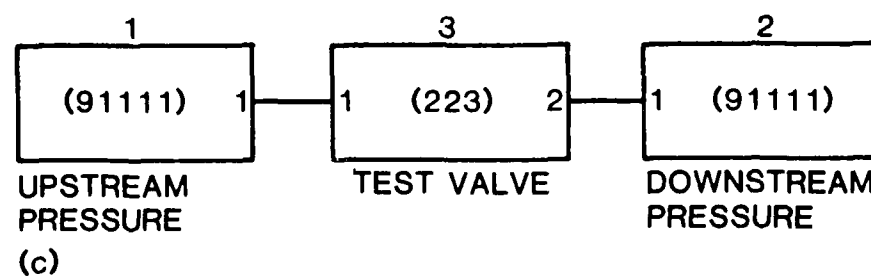 1 3 2
(91111) 1 1 (223) 2 1 (91111)
UPSTREAM TEST VALVE DOWNSTREAM
PRESSURE PRESSURE
(c)